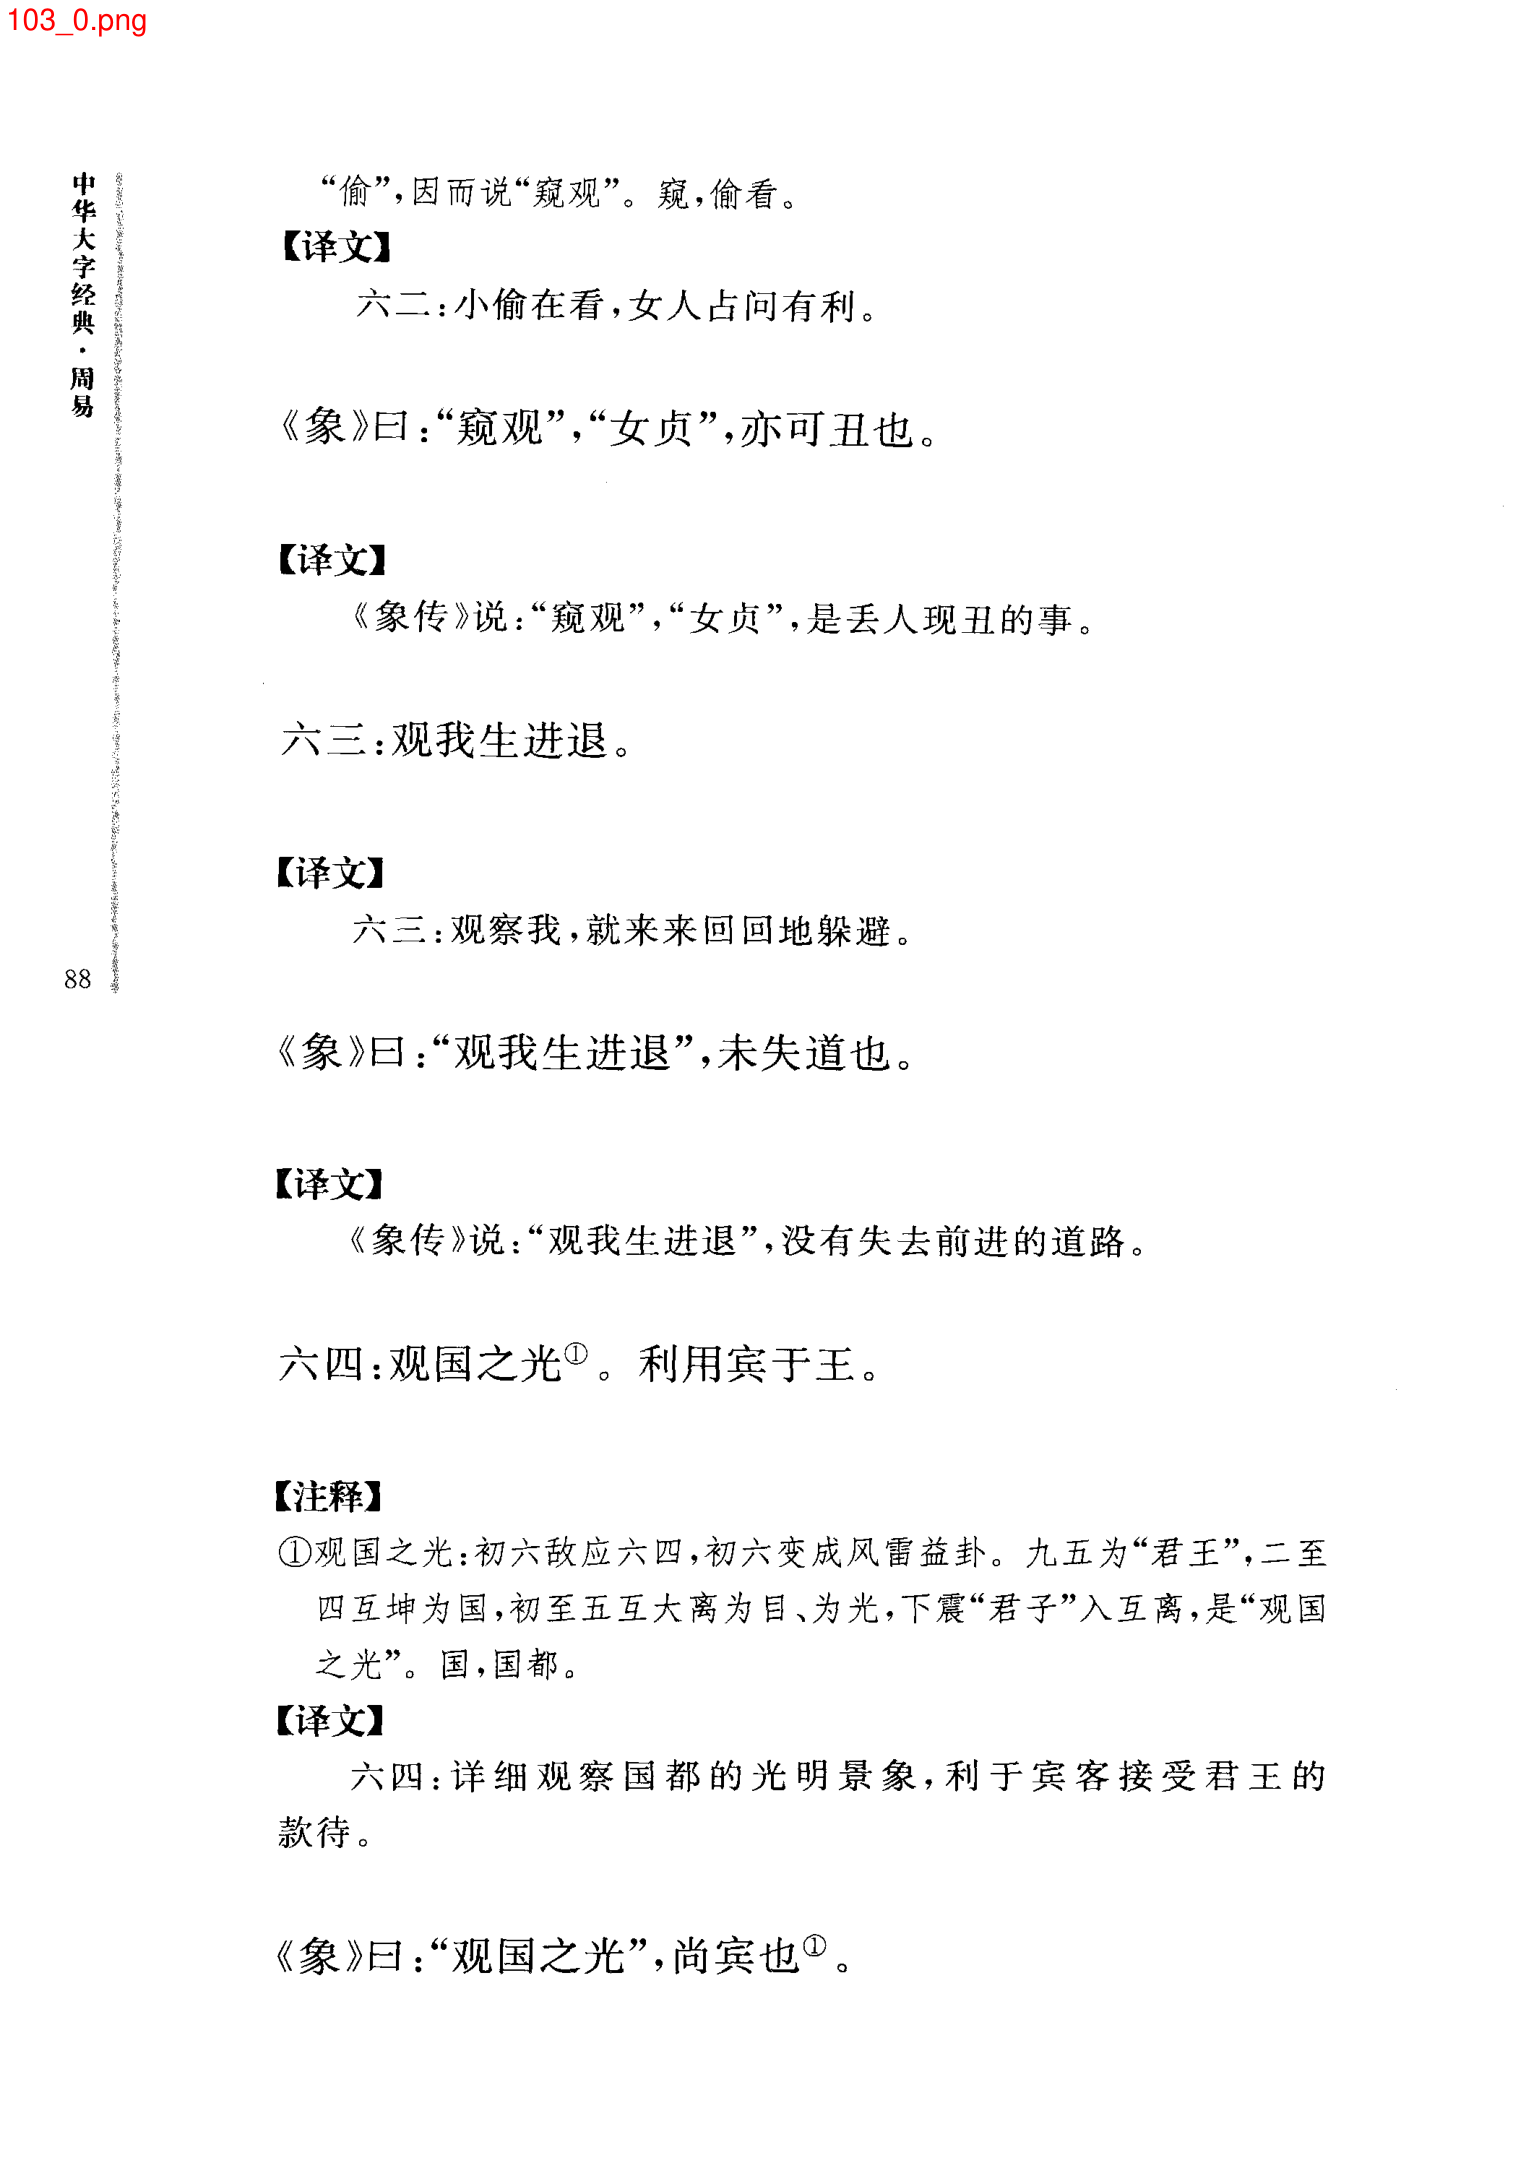 103_0.png
中华大字经典·周易
88
“偷”,因而说“窥观”。窥,偷看。
【译文】
六二:小偷在看,女人占问有利。
《象》曰:“窥观”,“女贞”,亦可丑也。
【译文】
《象传》说:“窥观”,“女贞”,是丢人现丑的事。
六三:观我生进退。
【译文】
六三:观察我,就来来回回地躲避。
《象》曰:“观我生进退”,未失道也。
【译文】
《象传》说:“观我生进退”,没有失去前进的道路。
六四:观国之光①。利用宾于王。
【注释】
①观国之光:初六敌应六四,初六变成风雷益卦。九五为“君王”,二至
四互坤为国,初至五互大离为目、为光,下震“君子”入互离,是“观国
之光”。国,国都。
【译文】
六四:详细观察国都的光明景象,利于宾客接受君王的
款待。
《象》曰:“观国之光”,尚宾也①。